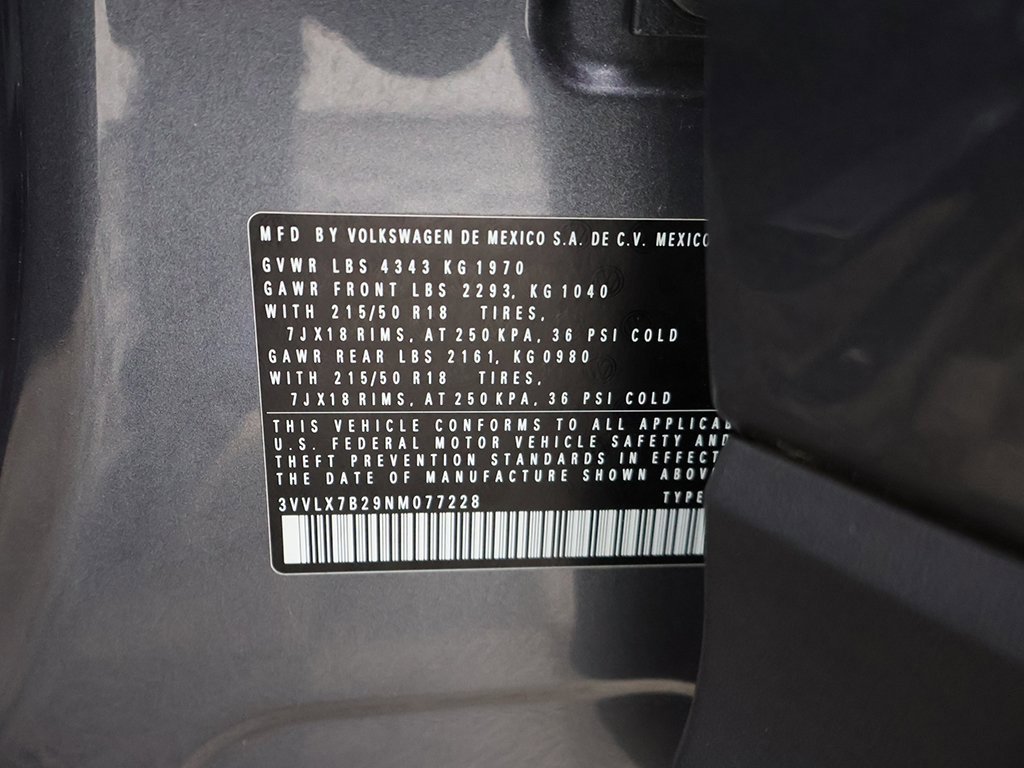 MFD BY VOLKSWAGEN DE MEXICO S.A. DE C.V. MEXICO
GVWR LBS 4343 KG 1970
GAWR FRONT LBS 2293, KG 1040
WITH 215/50 R18 TIRES,
7JX18 RIMS, AT 250 KPA, 36 PSI COLD
GAWR REAR LBS 2161, KG 0980
WITH 215/50 R18 TIRES,
7JX18 RIMS, AT 250 KPA, 36 PSI COLD
THIS VEHICLE CONFORMS TO ALL
U.S. FEDERAL MOTOR VEHICLE SAFETY AND
THEFT PREVENTION STANDARDS IN EFFECT
THE DATE OF MANUFACTURE SHOWN
3VVLX7B29NM077228 TYPE